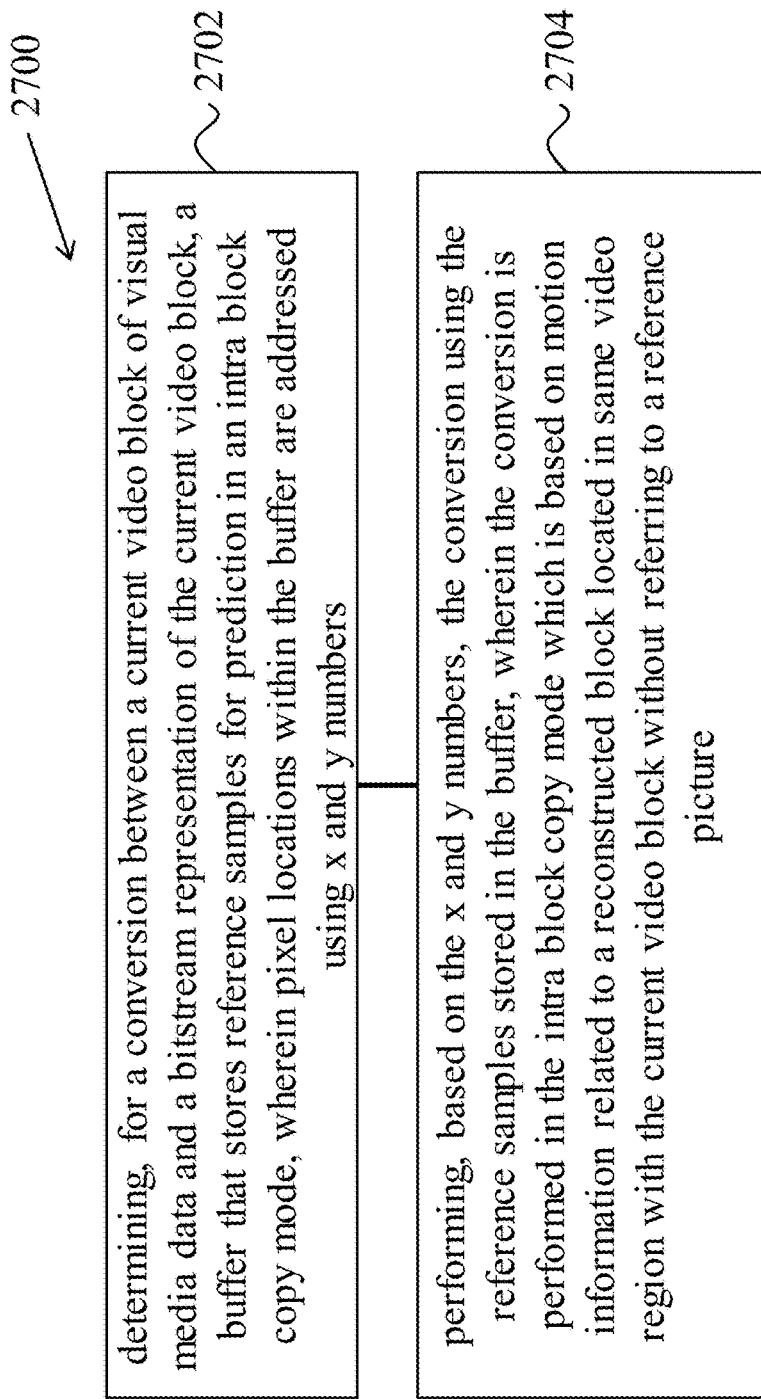 2700
2702
determining, for a conversion between a current video block of visual
media data and a bitstream representation of the current video block, a
buffer that stores reference samples for prediction in an intra block
copy mode, wherein pixel locations within the buffer are addressed
using x and y numbers
2704
performing, based on the x and y numbers, the conversion using the
reference samples stored in the buffer, wherein the conversion is
performed in the intra block copy mode which is based on motion
information related to a reconstructed block located in same video
region with the current video block without referring to a reference
picture